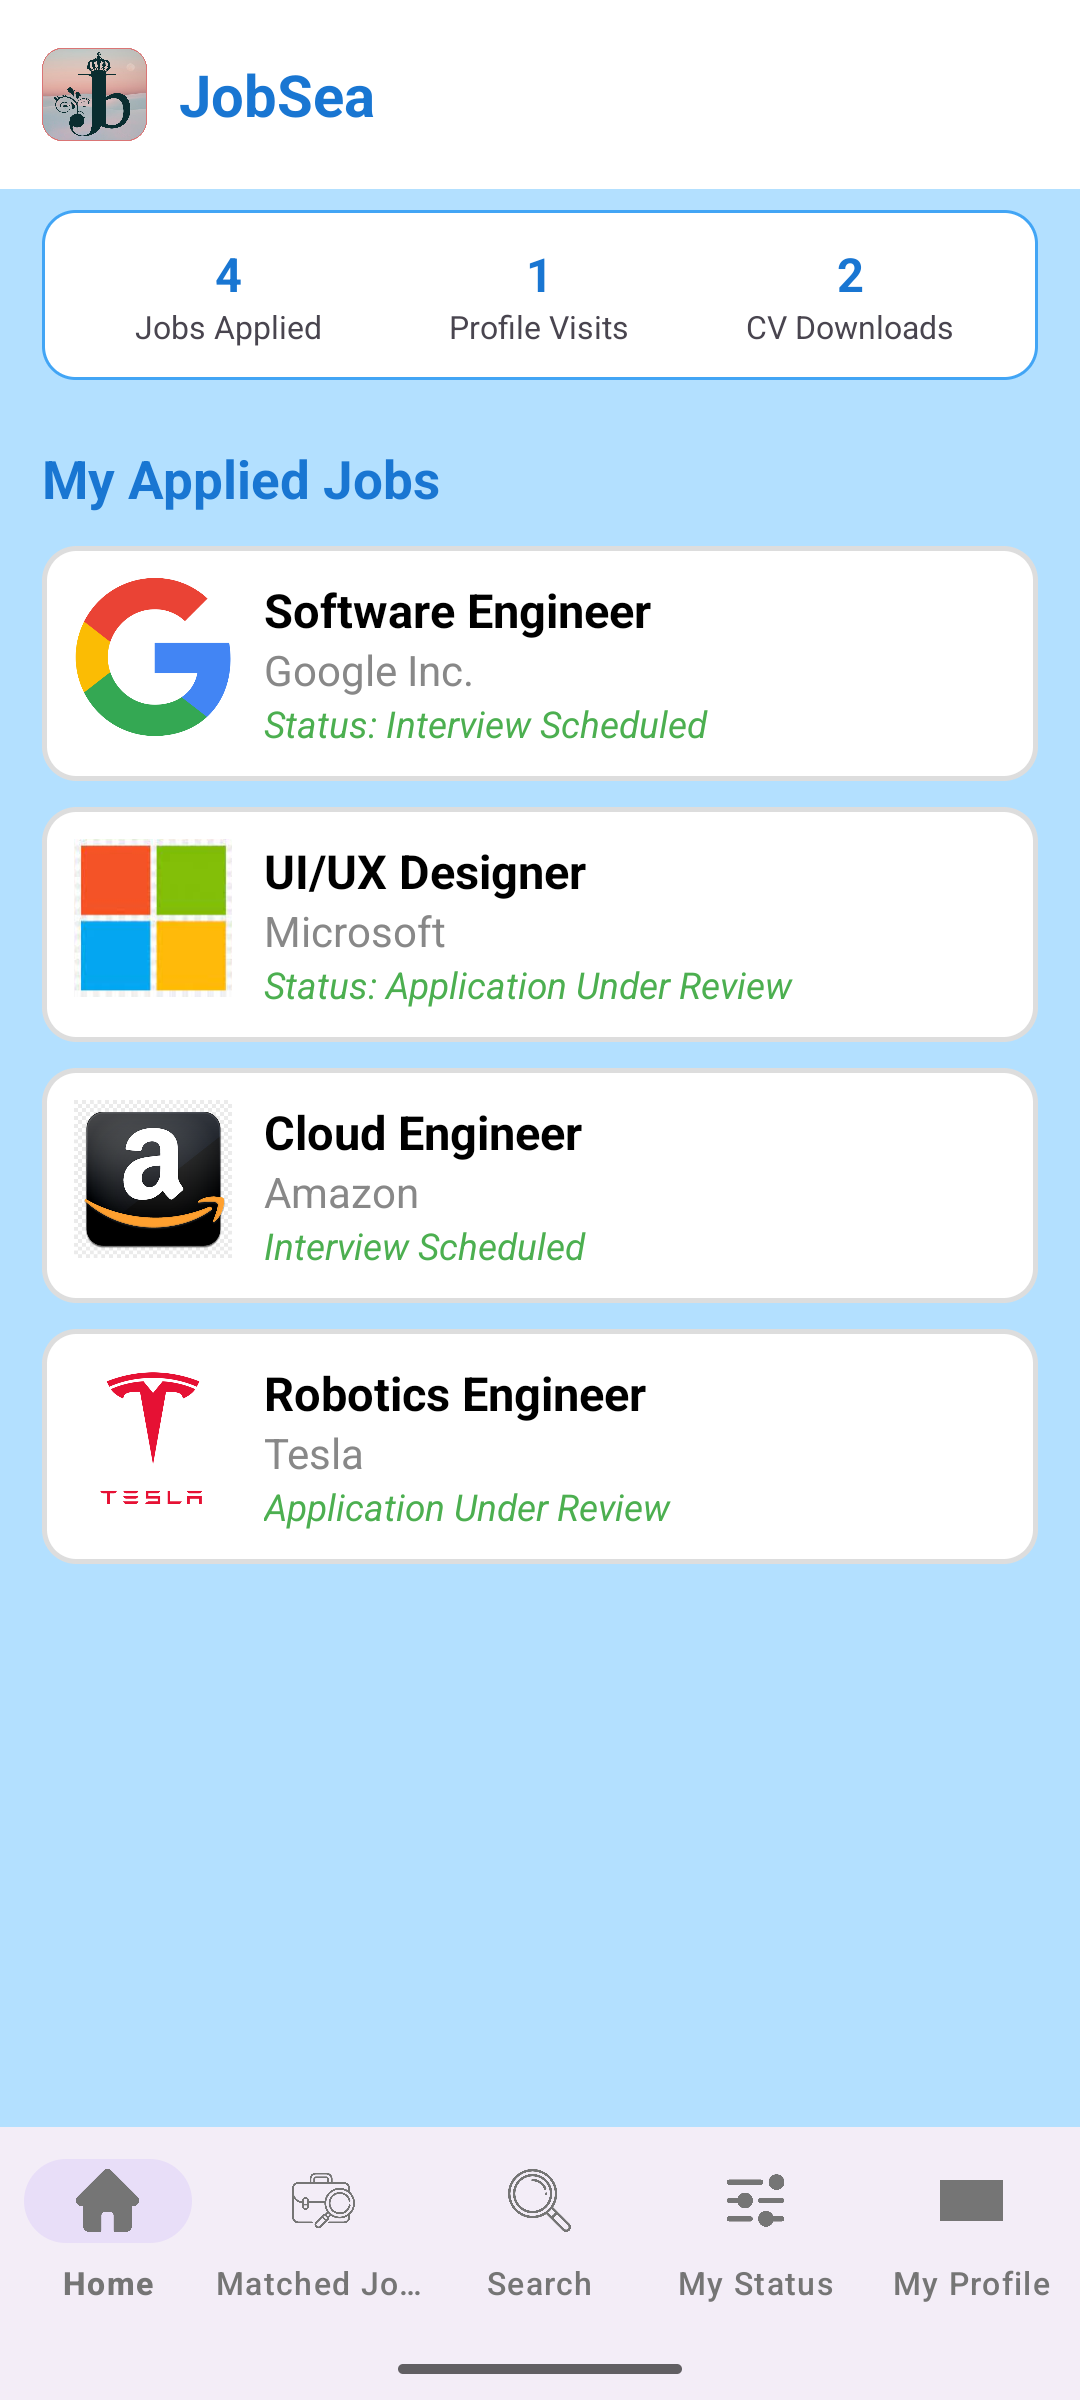 Jb
JobSea
4
Jobs Applied
1
Profile Visits
2
CV Downloads
My Applied Jobs
Software Engineer
Google Inc.
Status: Interview Scheduled
UI/UX Designer
Microsoft
Status: Application Under Review
a
Cloud Engineer
Amazon
Interview Scheduled
TESLA
Robotics Engineer
Tesla
Application Under Review
Home
Matched Jo...
Search
My Status
My Profile